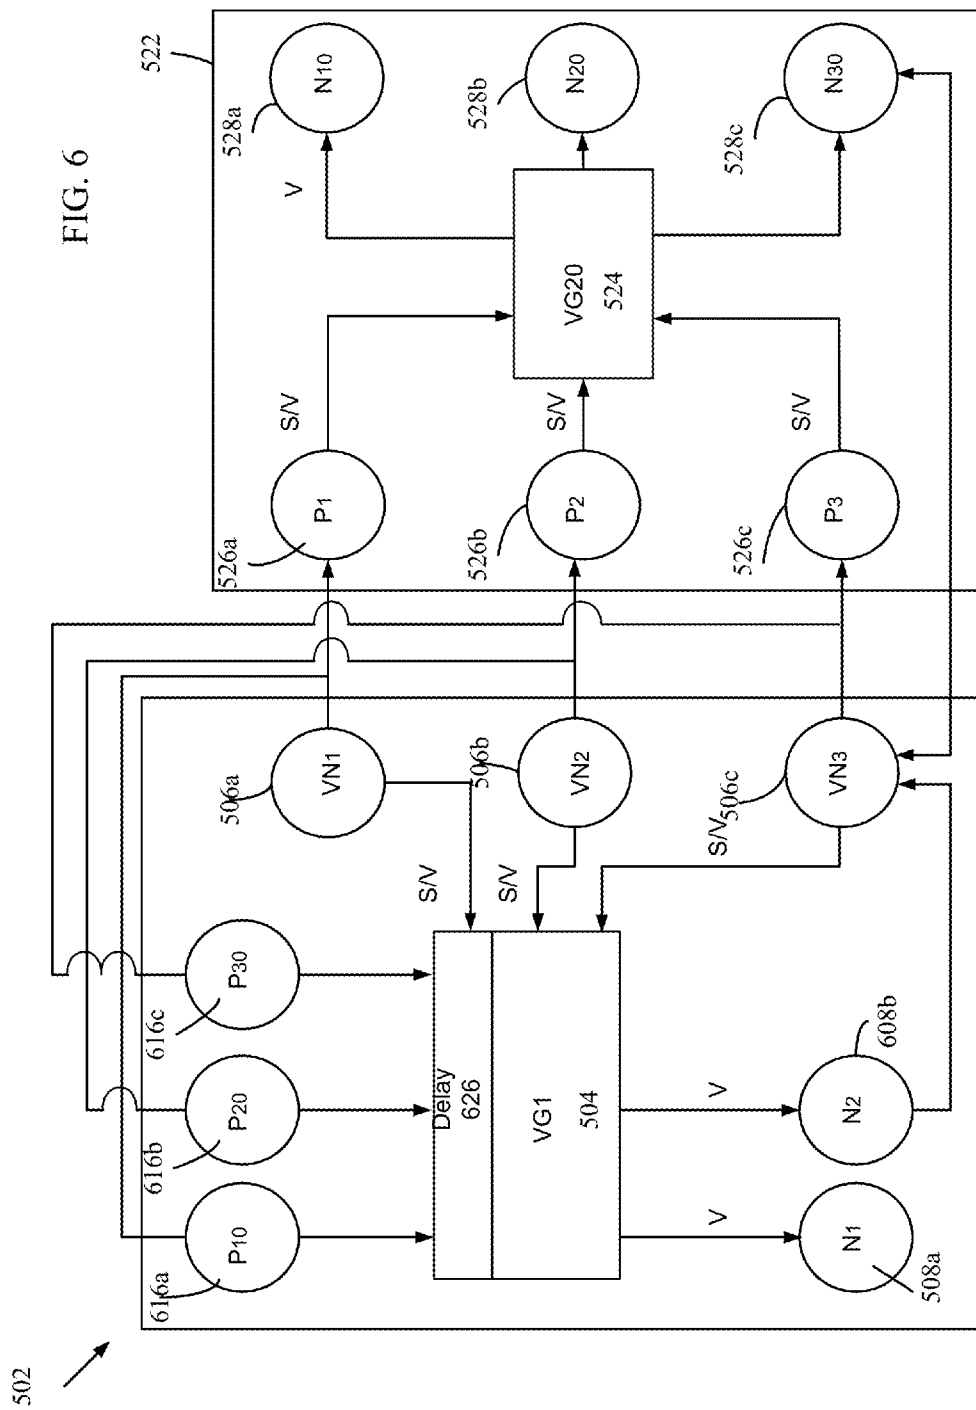 FIG. 6
502
522
N10
528a
N20
528b
N30
528c
V
VG20
524
S/V
S/V
S/V
P1
526a
P2
526b
P3
526c
VN1
506a
VN2
506b
VN3
506c
S/V
S/V
S/V
P30
616c
P20
616b
P10
616a
Delay
626
VG1
504
V
V
N2
608b
N1
508a